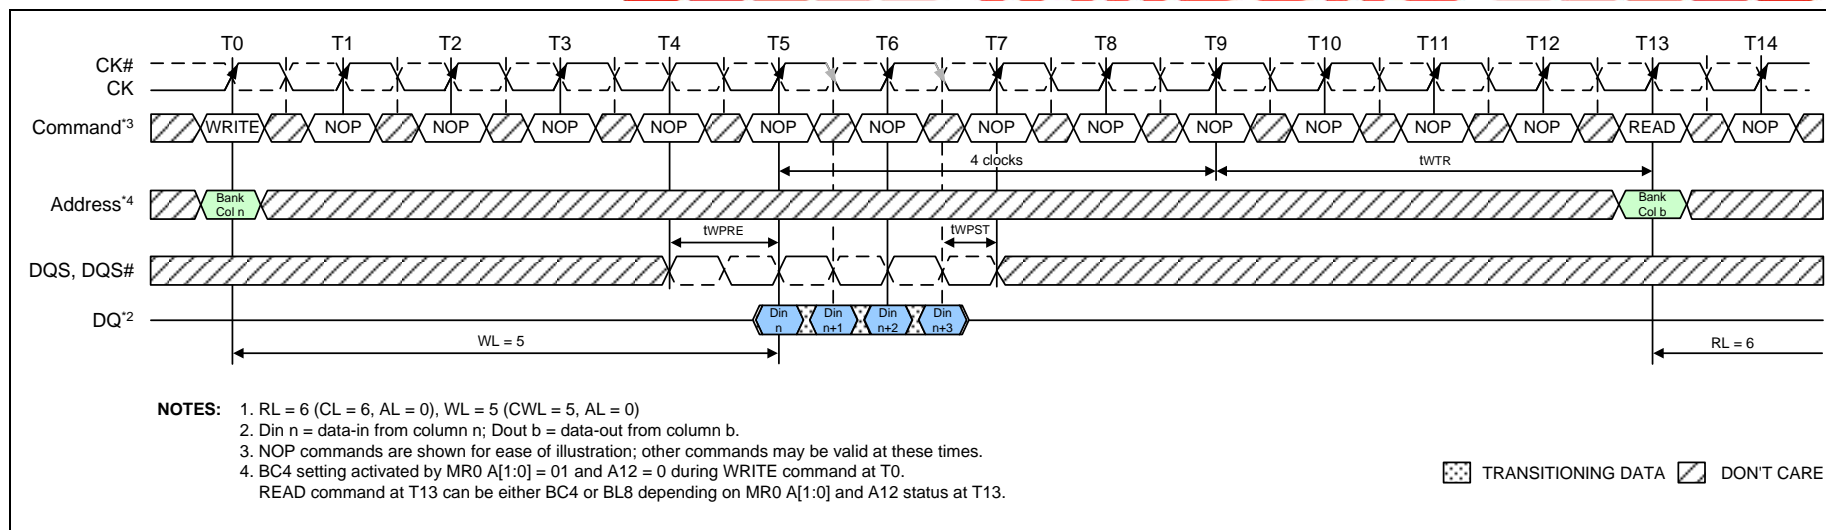 T0 T1 T2 T3 T4 T5 T6 T7 T8 T9 T10 T11 T12 T13 T14
CK#
CK
Command*3 WRITE NOP NOP NOP NOP NOP NOP NOP NOP NOP NOP NOP NOP READ NOP
4 clocks tWTR
Address*4 Bank Col n Bank Col b
tWPRE tWPST
DQS, DQS#
DQ*2 Din n Din n+1 Din n+2 Din n+3
WL = 5 RL = 6
NOTES: 1. RL = 6 (CL = 6, AL = 0), WL = 5 (CWL = 5, AL = 0)
2. Din n = data-in from column n; Dout b = data-out from column b.
3. NOP commands are shown for ease of illustration; other commands may be valid at these times.
4. BC4 setting activated by MR0 A[1:0] = 01 and A12 = 0 during WRITE command at T0.
READ command at T13 can be either BC4 or BL8 depending on MR0 A[1:0] and A12 status at T13.
TRANSITIONING DATA DON'T CARE